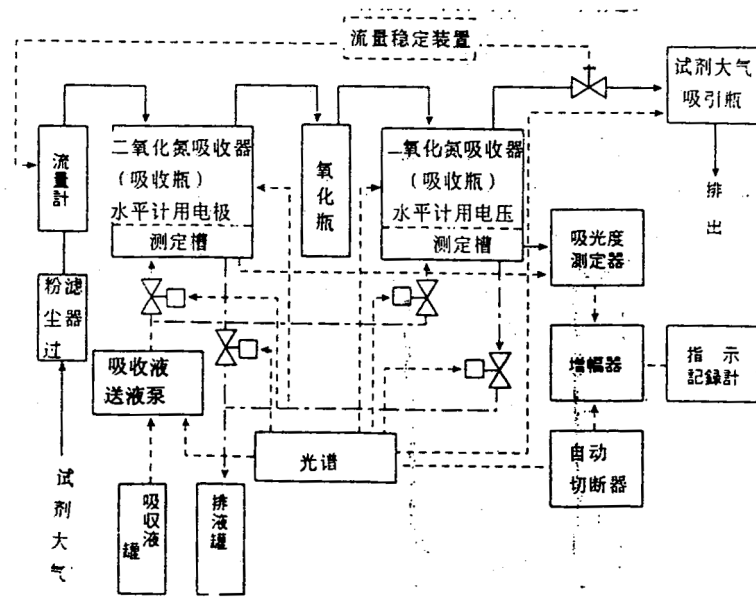 流量稳定装置
试剂大气
吸引瓶
二氧化氮吸收器
(吸收瓶)
水平计用电极
测定槽
氧化瓶
二氧化氮吸收器
(吸收瓶)
水平计用电压
测定槽
流量計
排出
吸光度
測定器
粉滤
尘器
过
吸收液
送液泵
增幅器
指示
記録計
光谱
自动
切断器
试剂大气
吸収液
罐
排液罐